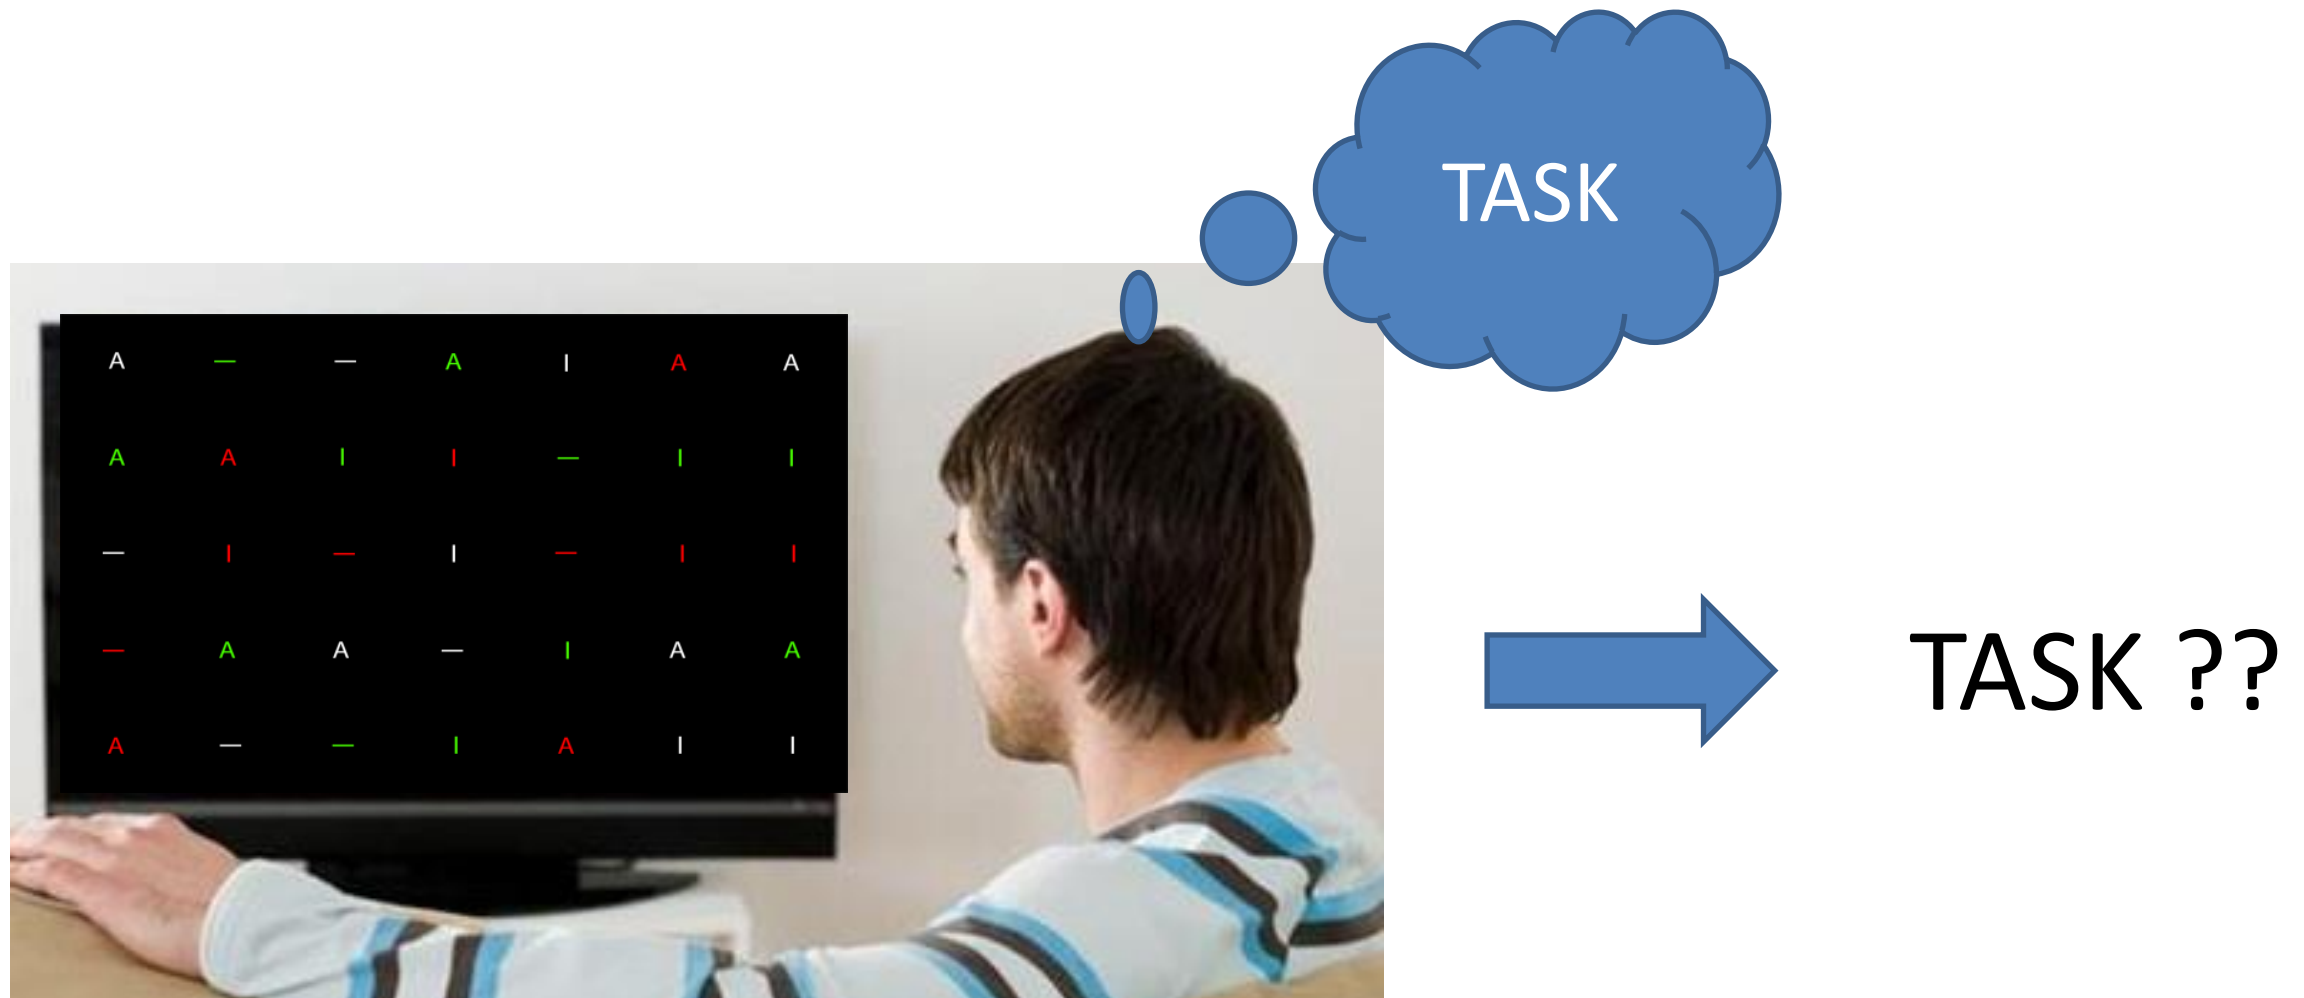 TASK
A — — A I A A
A A I I — I I
— I — I — I I
— A A — I A A
A — — I A I I
TASK ??